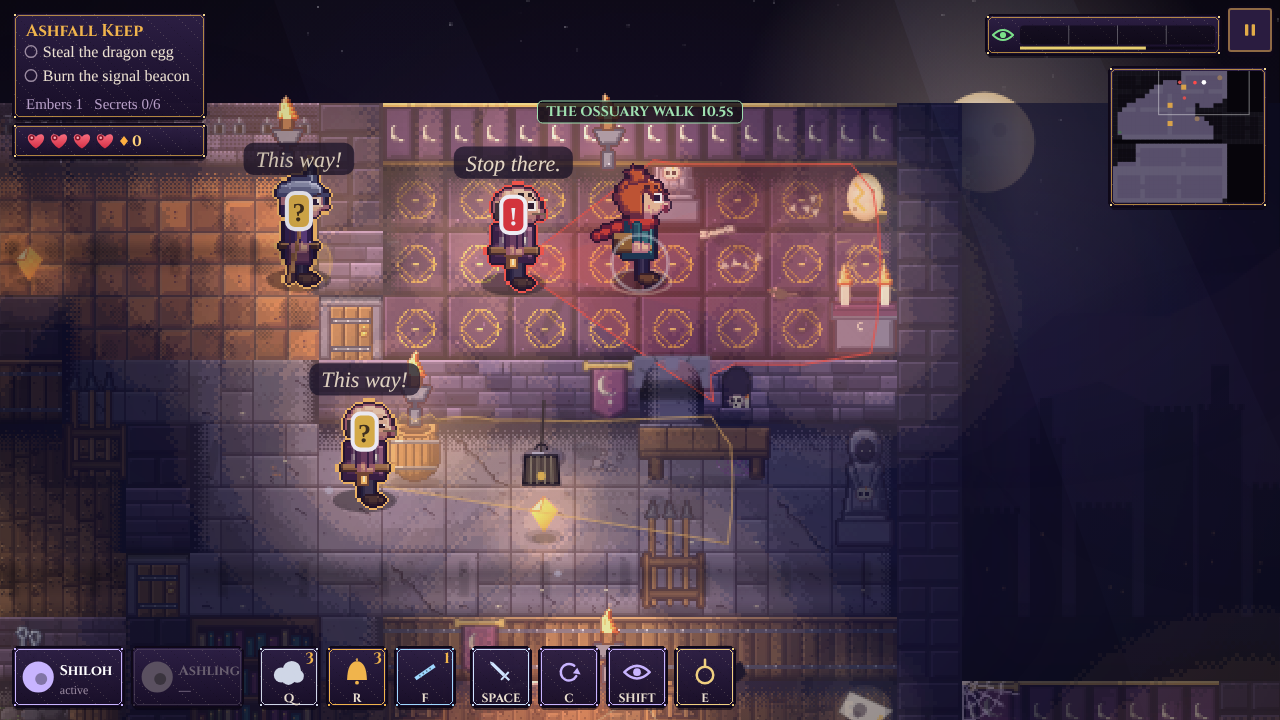 ASHFALL KEEP
Steal the dragon egg
Burn the signal beacon
Embers 1 Secrets 0/6
0
THE OSSUARY WALK 10.5S
This way!
Stop there.
?
!
This way!
?
SHILOH
active
ASHLING
—
3
Q
3
R
1
F
SPACE
C
SHIFT
E